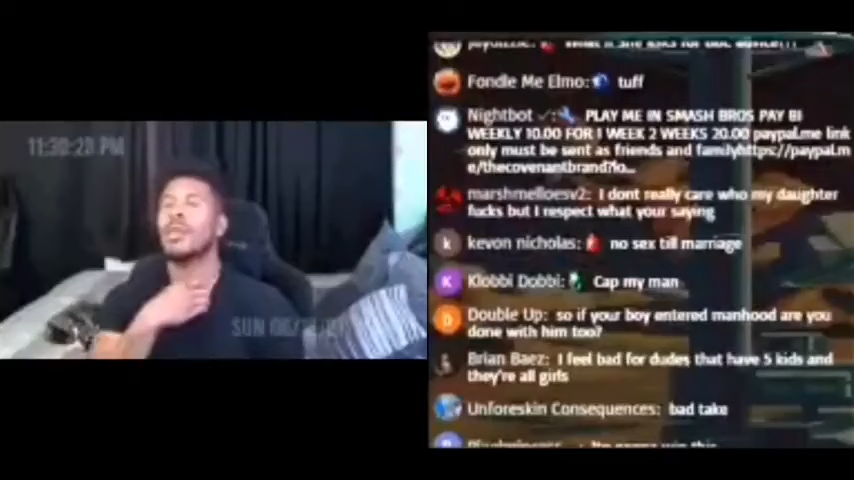 11:30:20 PM
SUN 06/
Fondle Me Elmo: tuff
Nightbot: PLAY ME IN SMASH BROS PAY BI
WEEKLY 10.00 FOR 1 WEEK 2 WEEKS 20.00 paypal.me link
only must be sent as friends and familyhttps://paypal.m
e/thecovenantbrand?lo...
marshmelloesv2: I dont really care who my daughter
fucks but I respect what your saying
k kevon nicholas: no sex till marriage
K Klobbi Dobbi: Cap my man
D Double Up: so if your boy entered manhood are you
done with him too?
Brian Baez: I feel bad for dudes that have 5 kids and
they're all girls
Unforeskin Consequences: bad take